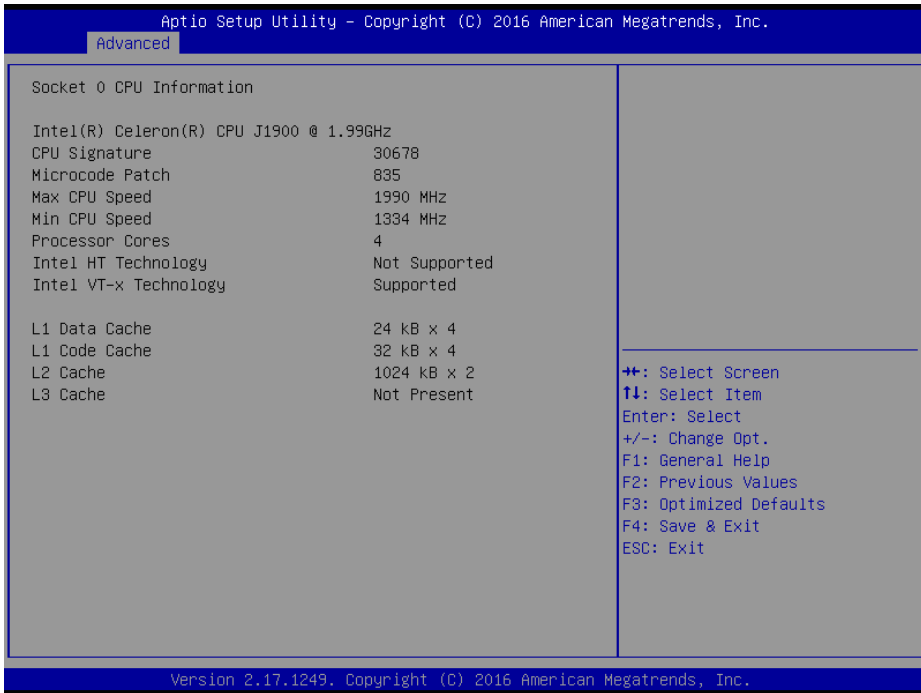 Aptio Setup Utility – Copyright (C) 2016 American Megatrends, Inc.
Advanced
Socket 0 CPU Information
Intel(R) Celeron(R) CPU J1900 @ 1.99GHz
CPU Signature 30678
Microcode Patch 835
Max CPU Speed 1990 MHz
Min CPU Speed 1334 MHz
Processor Cores 4
Intel HT Technology Not Supported
Intel VT-x Technology Supported
L1 Data Cache 24 kB x 4
L1 Code Cache 32 kB x 4
L2 Cache 1024 kB x 2
L3 Cache Not Present
→←: Select Screen
↑↓: Select Item
Enter: Select
+/-: Change Opt.
F1: General Help
F2: Previous Values
F3: Optimized Defaults
F4: Save & Exit
ESC: Exit
Version 2.17.1249. Copyright (C) 2016 American Megatrends, Inc.